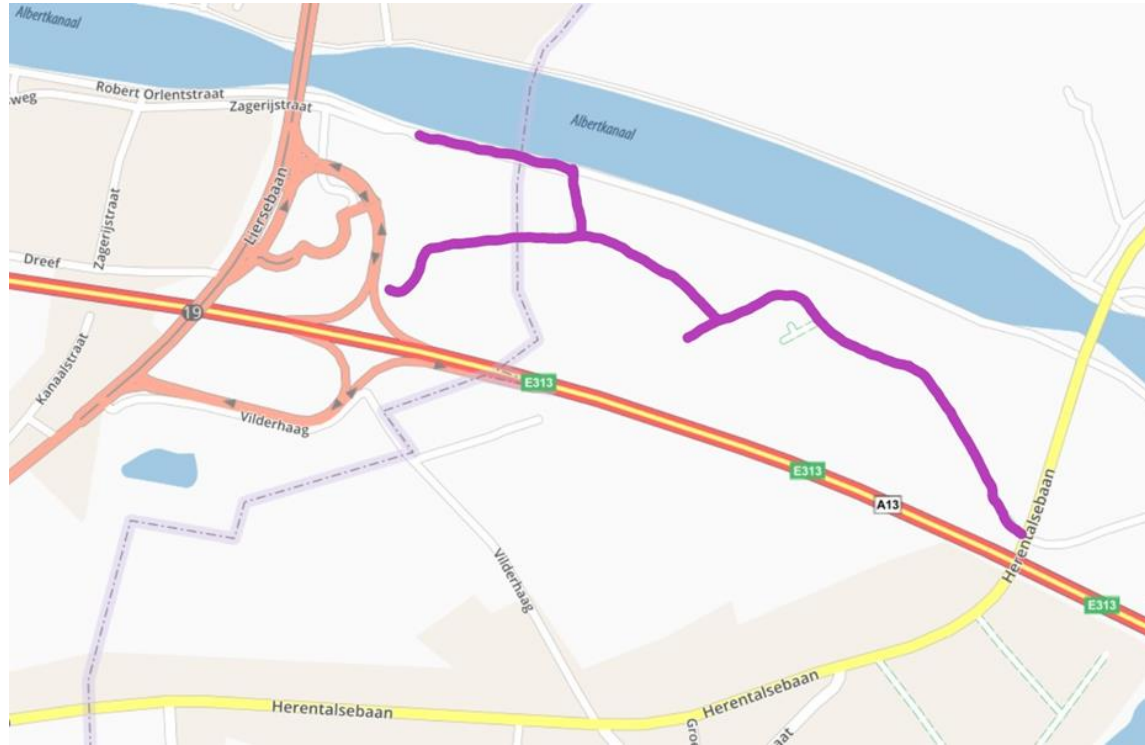 Albertkanaal
Robert Orlentstraat
Zagerijstraat
Albertkanaal
Liersebaan
Zagerijstraat
Dreef
19
Kanaalstraat
E313
Vilderhaag
E313
A13
Herentalsebaan
Vilderhaag
E313
Herentalsebaan
Herentalsebaan